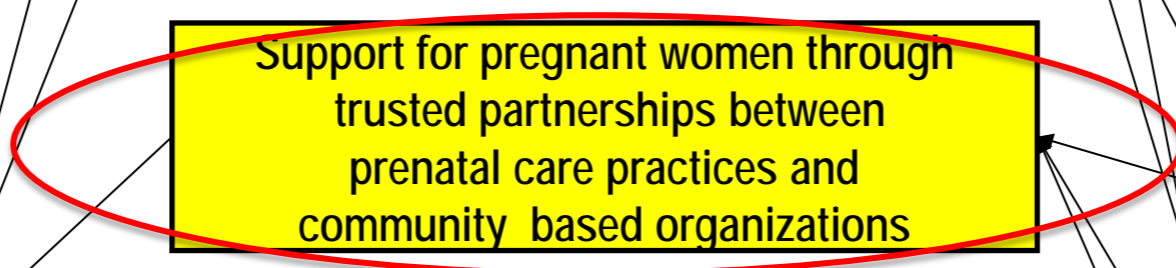 Support for pregnant women through
trusted partnerships between
prenatal care practices and
community  based organizations